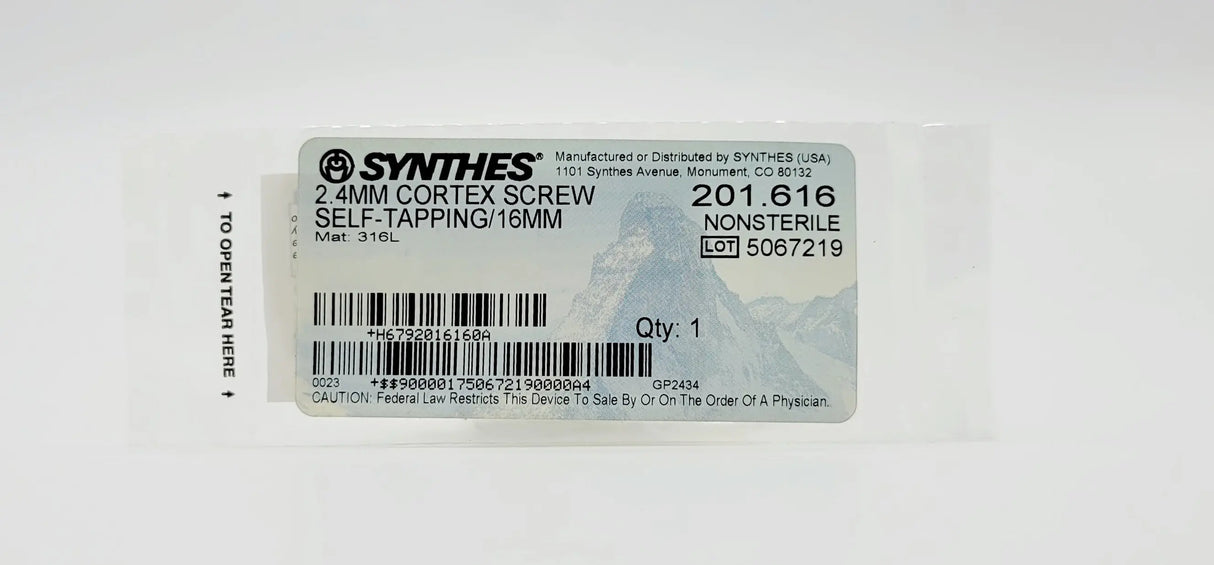 SYNTHES®
Manufactured or Distributed by SYNTHES (USA)
1101 Synthes Avenue, Monument, CO 80132
2.4MM CORTEX SCREW
201.616
SELF-TAPPING/16MM
NONSTERILE
Mat: 316L
LOT 5067219
TO OPEN TEAR HERE
+H6792016160A
Qty: 1
0023 +$$900001750672190000A4 GP2434
CAUTION: Federal Law Restricts This Device To Sale By Or On The Order Of A Physician.